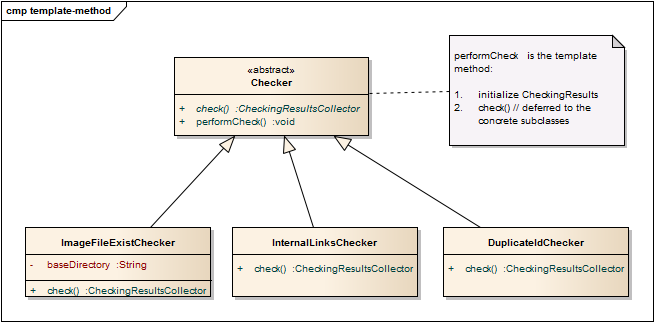 cmp template-method
«abstract»
Checker
+ check() :CheckingResultsCollector
+ performCheck() :void
performCheck is the template
method:
1. initialize CheckingResults
2. check() // deferred to the
concrete subclasses
ImageFileExistChecker
- baseDirectory :String
+ check() :CheckingResultsCollector
InternalLinksChecker
+ check() :CheckingResultsCollector
DuplicateIdChecker
+ check() :CheckingResultsCollector